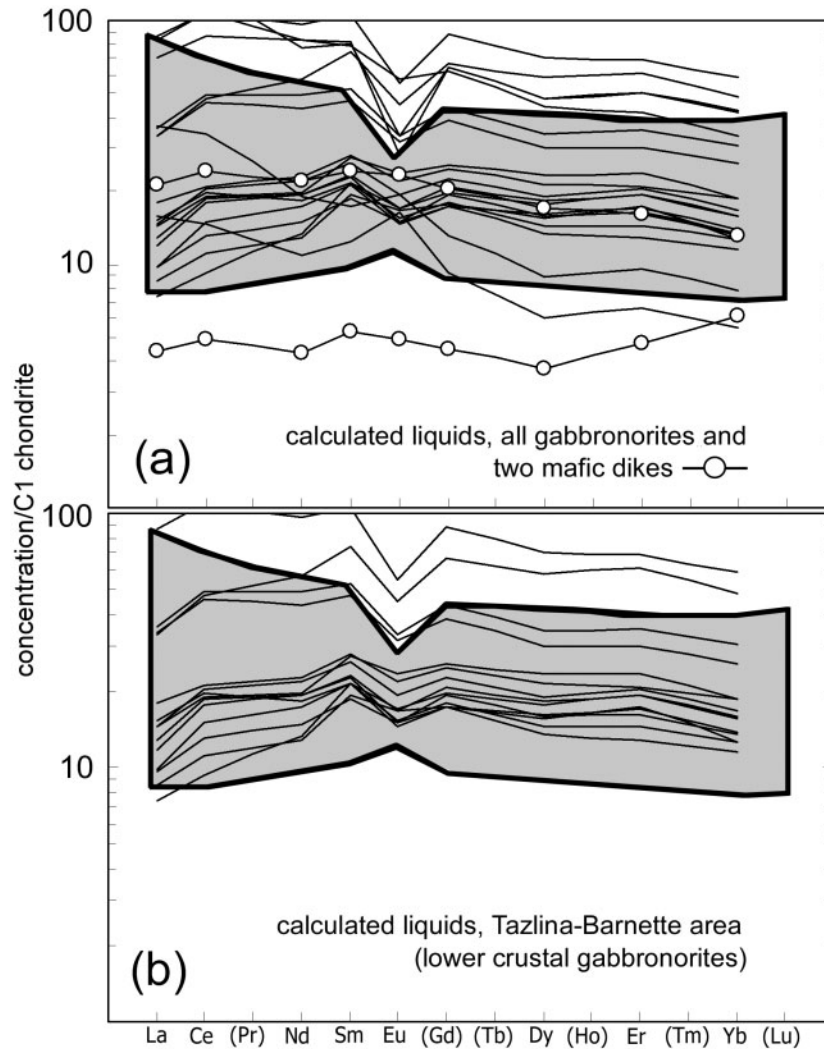 100
10
(a)
calculated liquids, all gabbronorites and
two mafic dikes
concentration/C1 chondrite
100
10
calculated liquids, Tazlina-Barnette area
(lower crustal gabbronorites)
(b)
La Ce (Pr) Nd Sm Eu (Gd) (Tb) Dy (Ho) Er (Tm) Yb (Lu)